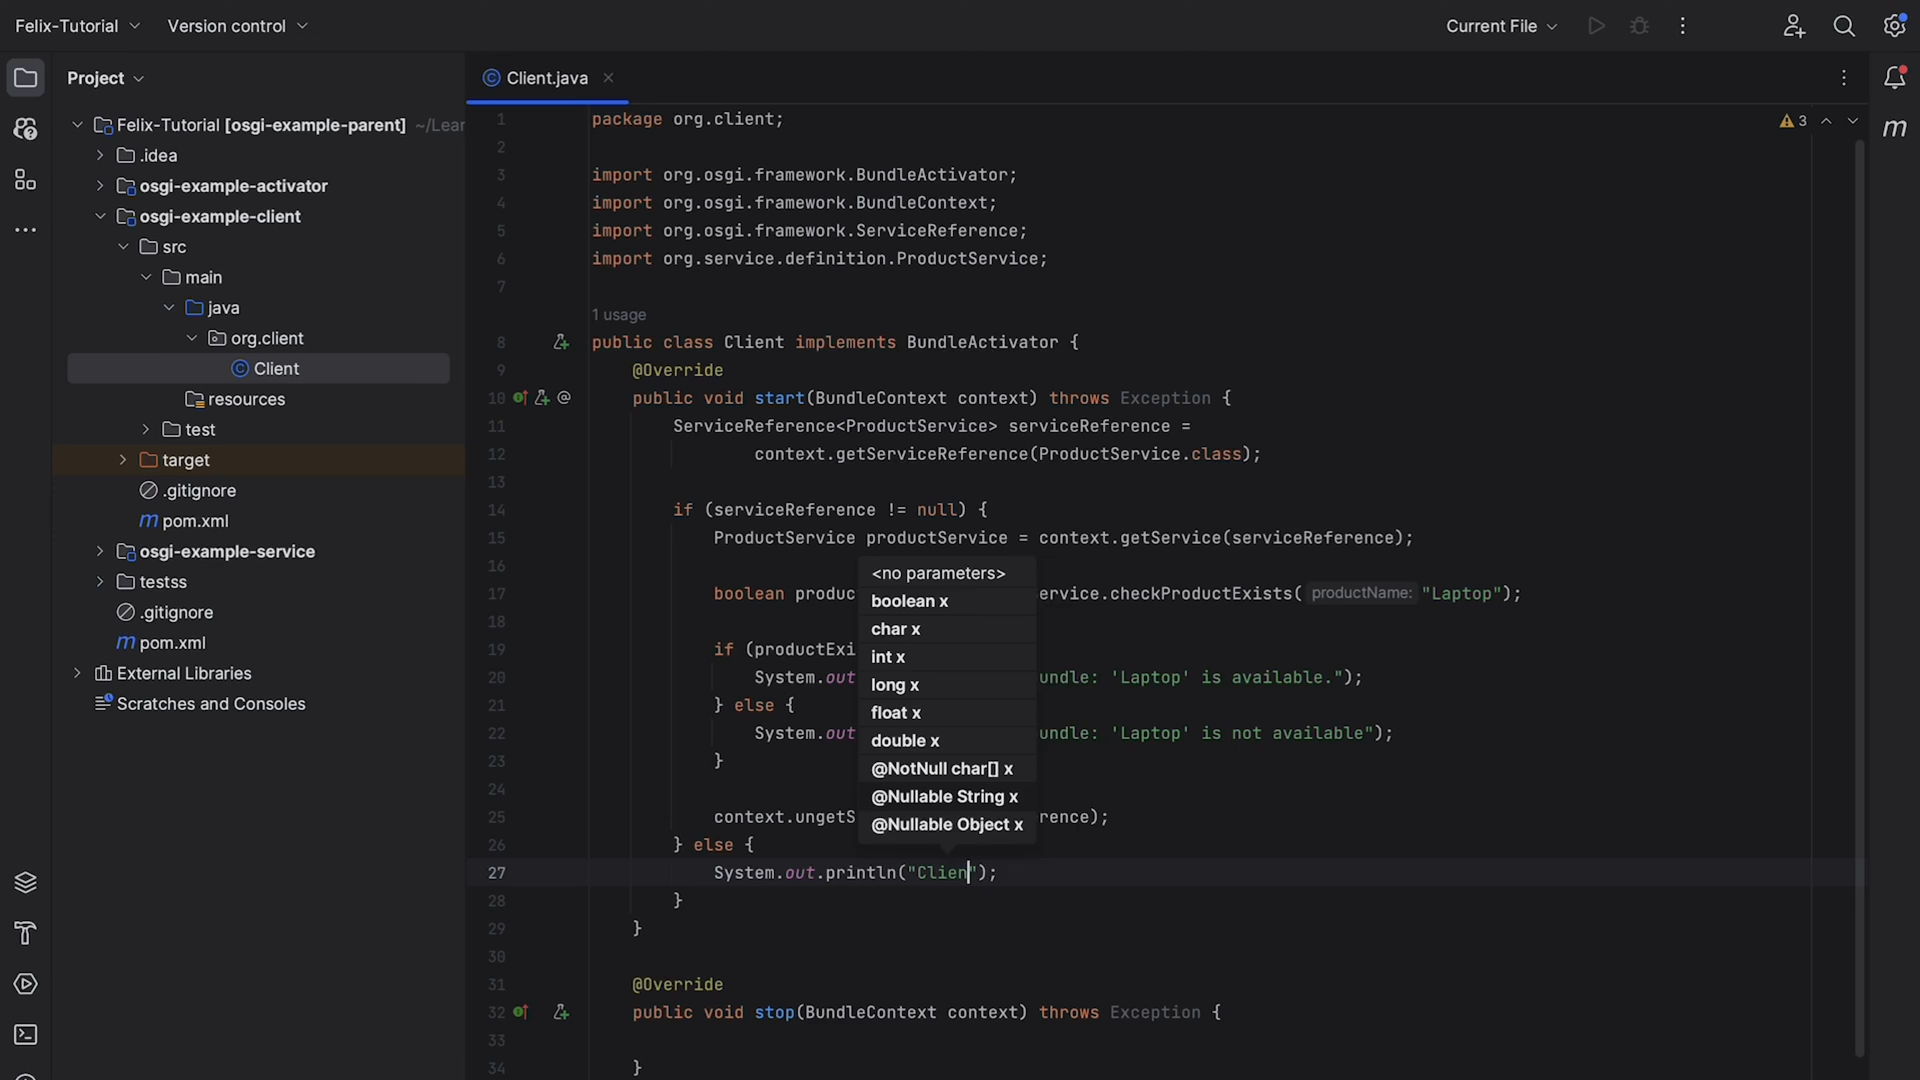 Felix-Tutorial
Version control
Current File
Project
Client.java
Felix-Tutorial [osgi-example-parent] ~/Lear
.idea
osgi-example-activator
osgi-example-client
src
main
java
org.client
Client
resources
test
target
.gitignore
pom.xml
osgi-example-service
testss
.gitignore
pom.xml
External Libraries
Scratches and Consoles
3
1 package org.client;
2
3 import org.osgi.framework.BundleActivator;
4 import org.osgi.framework.BundleContext;
5 import org.osgi.framework.ServiceReference;
6 import org.service.definition.ProductService;
7
1 usage
8 public class Client implements BundleActivator {
9 @Override
10 public void start(BundleContext context) throws Exception {
11 ServiceReference<ProductService> serviceReference =
12 context.getServiceReference(ProductService.class);
13
14 if (serviceReference != null) {
15 ProductService productService = context.getService(serviceReference);
16
17 boolean produc ervice.checkProductExists( productName: "Laptop");
18
19 if (productExi
20 System.out undle: 'Laptop' is available.");
21 } else {
22 System.out undle: 'Laptop' is not available");
23 }
24
25 context.ungetS rence);
26 } else {
27 System.out.println("Clien");
28 }
29 }
30
31 @Override
32 public void stop(BundleContext context) throws Exception {
33
34 }
<no parameters>
boolean x
char x
int x
long x
float x
double x
@NotNull char[] x
@Nullable String x
@Nullable Object x
m